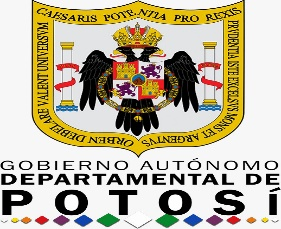 CAESARIS POTENTIA PRO REXIS PRUDENTIA ISTE EXCELSUS MONS ET ARGENTUS ORBEN DEBELARE VALENT UNIVERSUM
GOBIERNO AUTÓNOMO
DEPARTAMENTAL DE
POTOSÍ